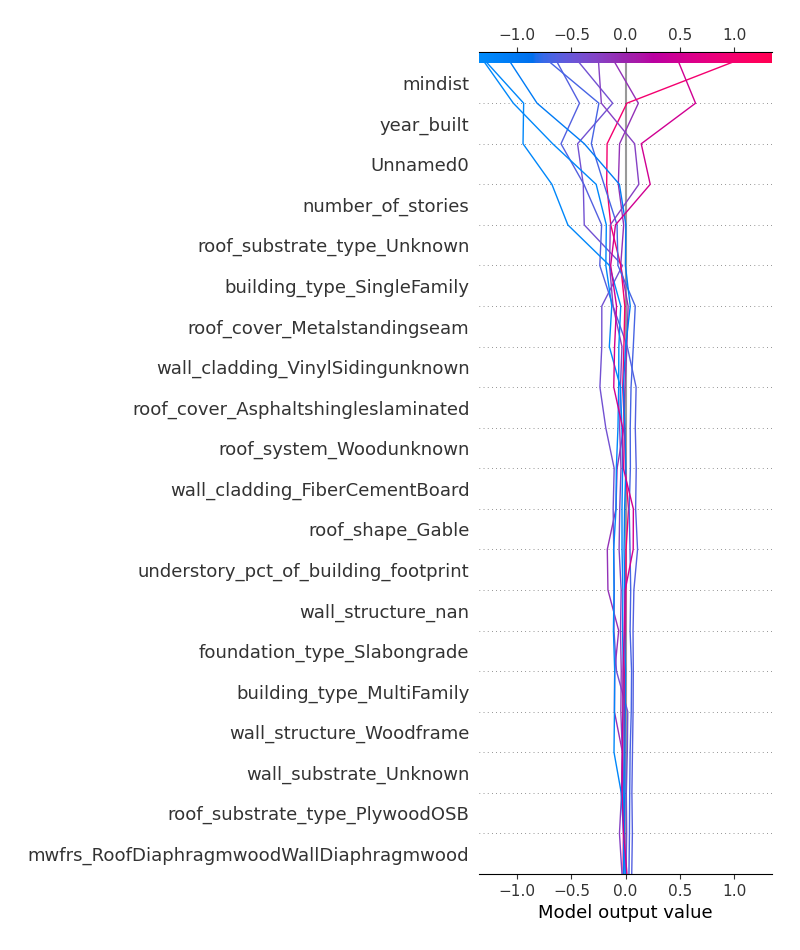 −1.0 −0.5 0.0 0.5 1.0
mindist
year_built
Unnamed0
number_of_stories
roof_substrate_type_Unknown
building_type_SingleFamily
roof_cover_Metalstandingseam
wall_cladding_VinylSidingunknown
roof_cover_Asphaltshingleslaminated
roof_system_Woodunknown
wall_cladding_FiberCementBoard
roof_shape_Gable
understory_pct_of_building_footprint
wall_structure_nan
foundation_type_Slabongrade
building_type_MultiFamily
wall_structure_Woodframe
wall_substrate_Unknown
roof_substrate_type_PlywoodOSB
mwfrs_RoofDiaphragmwoodWallDiaphragmwood
−1.0 −0.5 0.0 0.5 1.0
Model output value